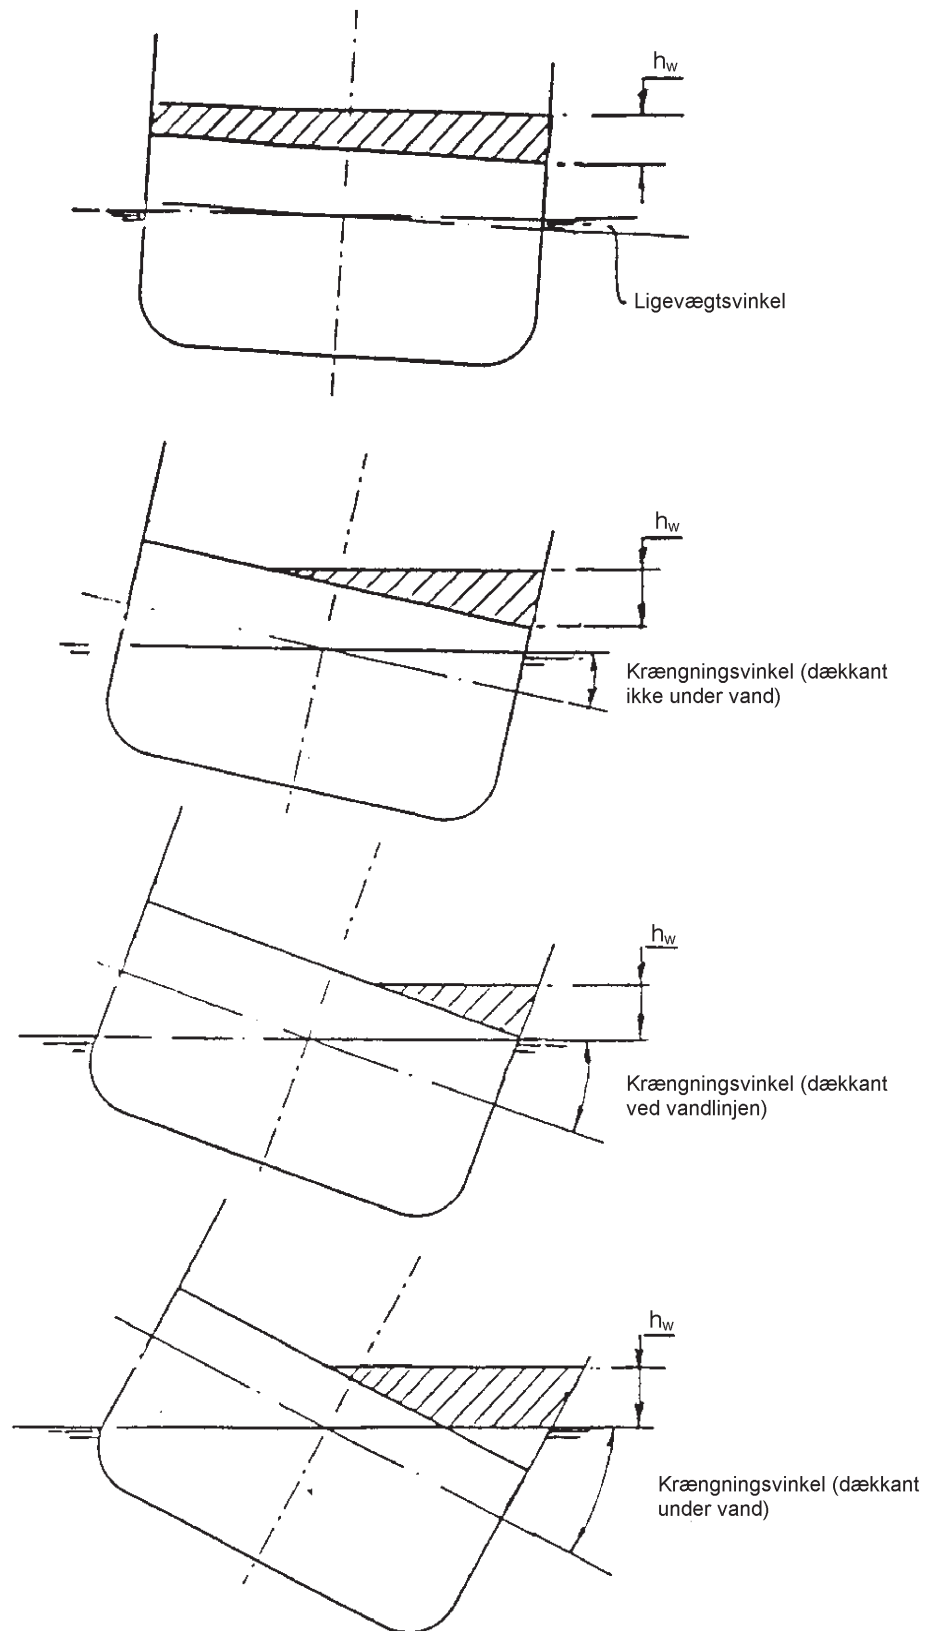 hw
Ligevægtsvinkel
hw
Krængningsvinkel (dækkant
ikke under vand)
hw
Krængningsvinkel (dækkant
ved vandlinjen)
hw
Krængningsvinkel (dækkant
under vand)